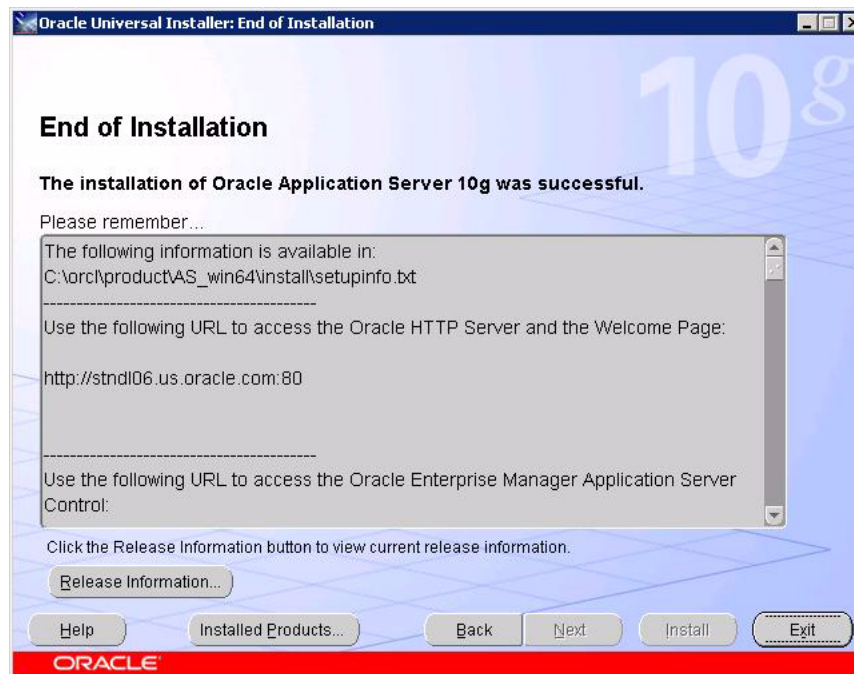 Oracle Universal Installer: End of Installation
10g
End of Installation
The installation of Oracle Application Server 10g was successful.
Please remember...
The following information is available in:
C:\orcl\product\AS_win64\install\setupinfo.txt
-----------------------------------------
Use the following URL to access the Oracle HTTP Server and the Welcome Page:
http://stndl06.us.oracle.com:80
-----------------------------------------
Use the following URL to access the Oracle Enterprise Manager Application Server
Control:
Click the Release Information button to view current release information.
Release Information...
Help
Installed Products...
Back
Next
Install
Exit
ORACLE